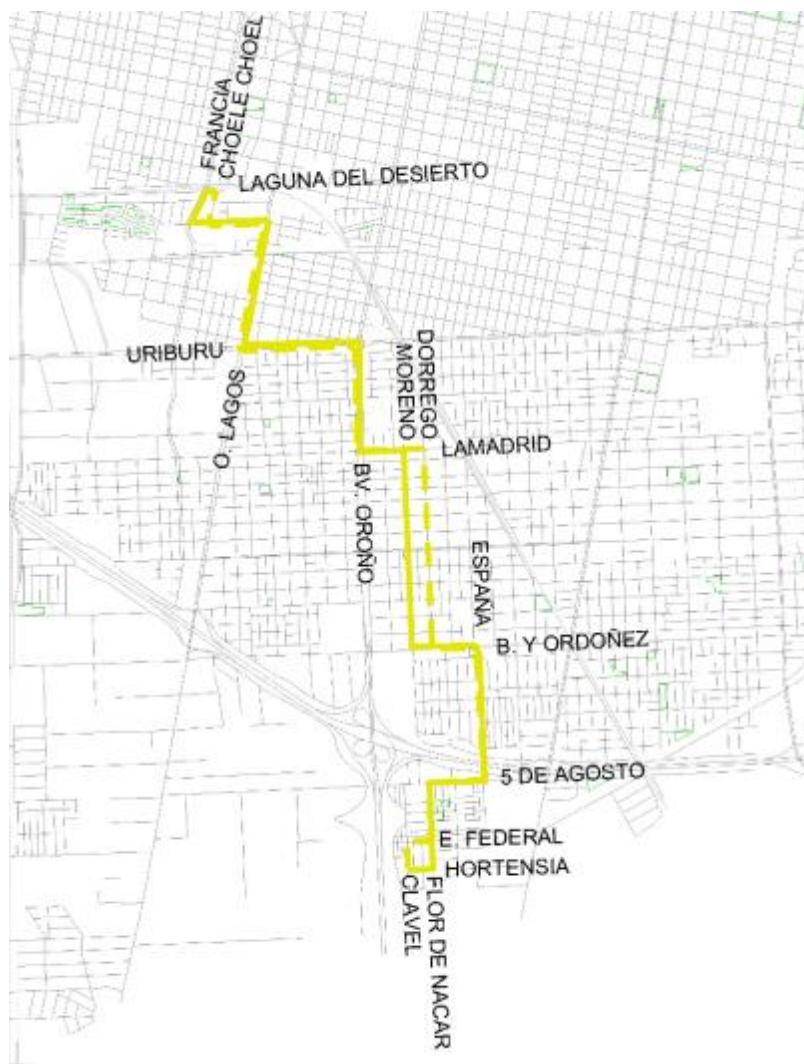 FRANCIA
CHOELE CHOEL
LAGUNA DEL DESIERTO
URIBURU
O. LAGOS
DORREGO
MORENO
LAMADRID
BV. OROÑO
ESPAÑA
B. Y ORDOÑEZ
5 DE AGOSTO
E. FEDERAL
HORTENSIA
FLOR DE NACAR
CLAVEL